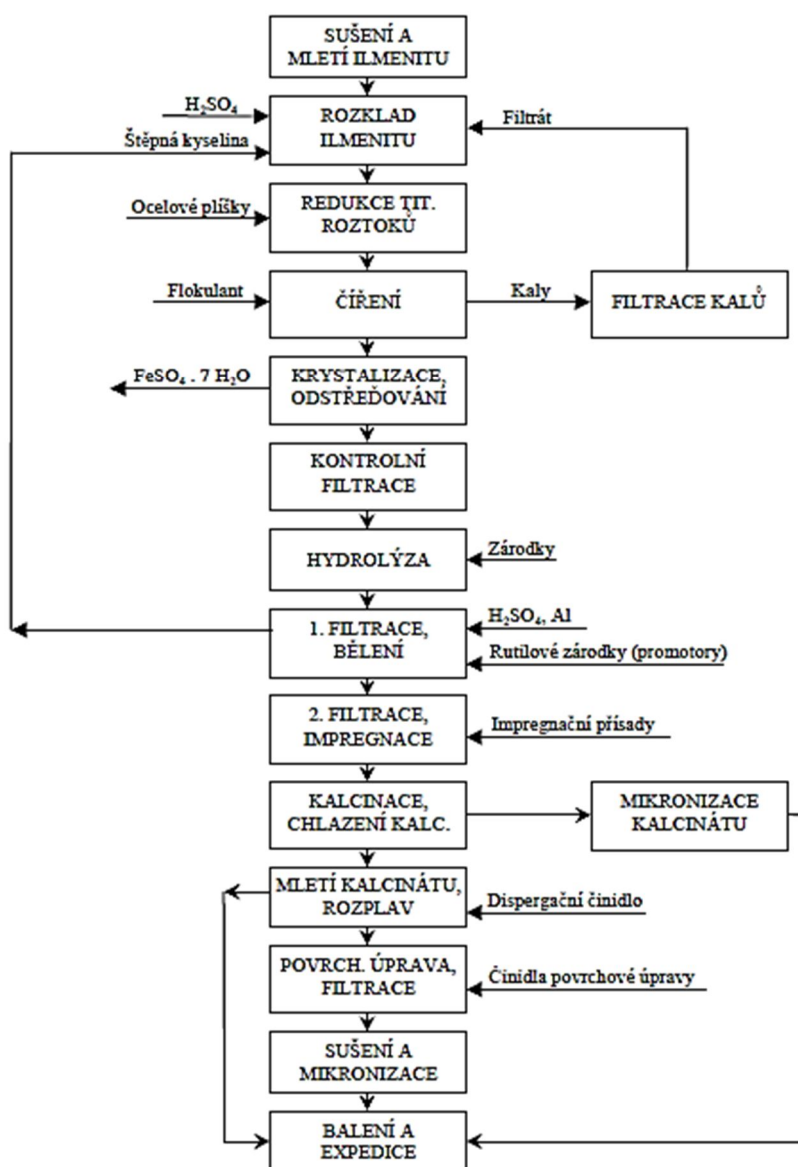 SUŠENÍ A
MLETÍ ILMENITU
H₂SO₄
Štěpná kyselina
ROZKLAD
ILMENITU
Filtrát
Ocelové plíšky
REDUKCE TIT.
ROZTOKŮ
Flokulant
ČÍŘENÍ
Kaly
FILTRACE KALŮ
FeSO₄ . 7 H₂O
KRYSTALIZACE,
ODSTŘEĎOVÁNÍ
KONTROLNÍ
FILTRACE
HYDROLÝZA
Zárodky
1. FILTRACE,
BĚLENÍ
H₂SO₄, Al
Rutilové zárodky (promotory)
2. FILTRACE,
IMPREGNACE
Impregnační přísady
KALCINACE,
CHLAZENÍ KALC.
MIKRONIZACE
KALCINÁTU
MLETÍ KALCINÁTU,
ROZPLAV
Dispergační činidlo
POVRCH. ÚPRAVA,
FILTRACE
Činidla povrchové úpravy
SUŠENÍ A
MIKRONIZACE
BALENÍ A
EXPEDICE